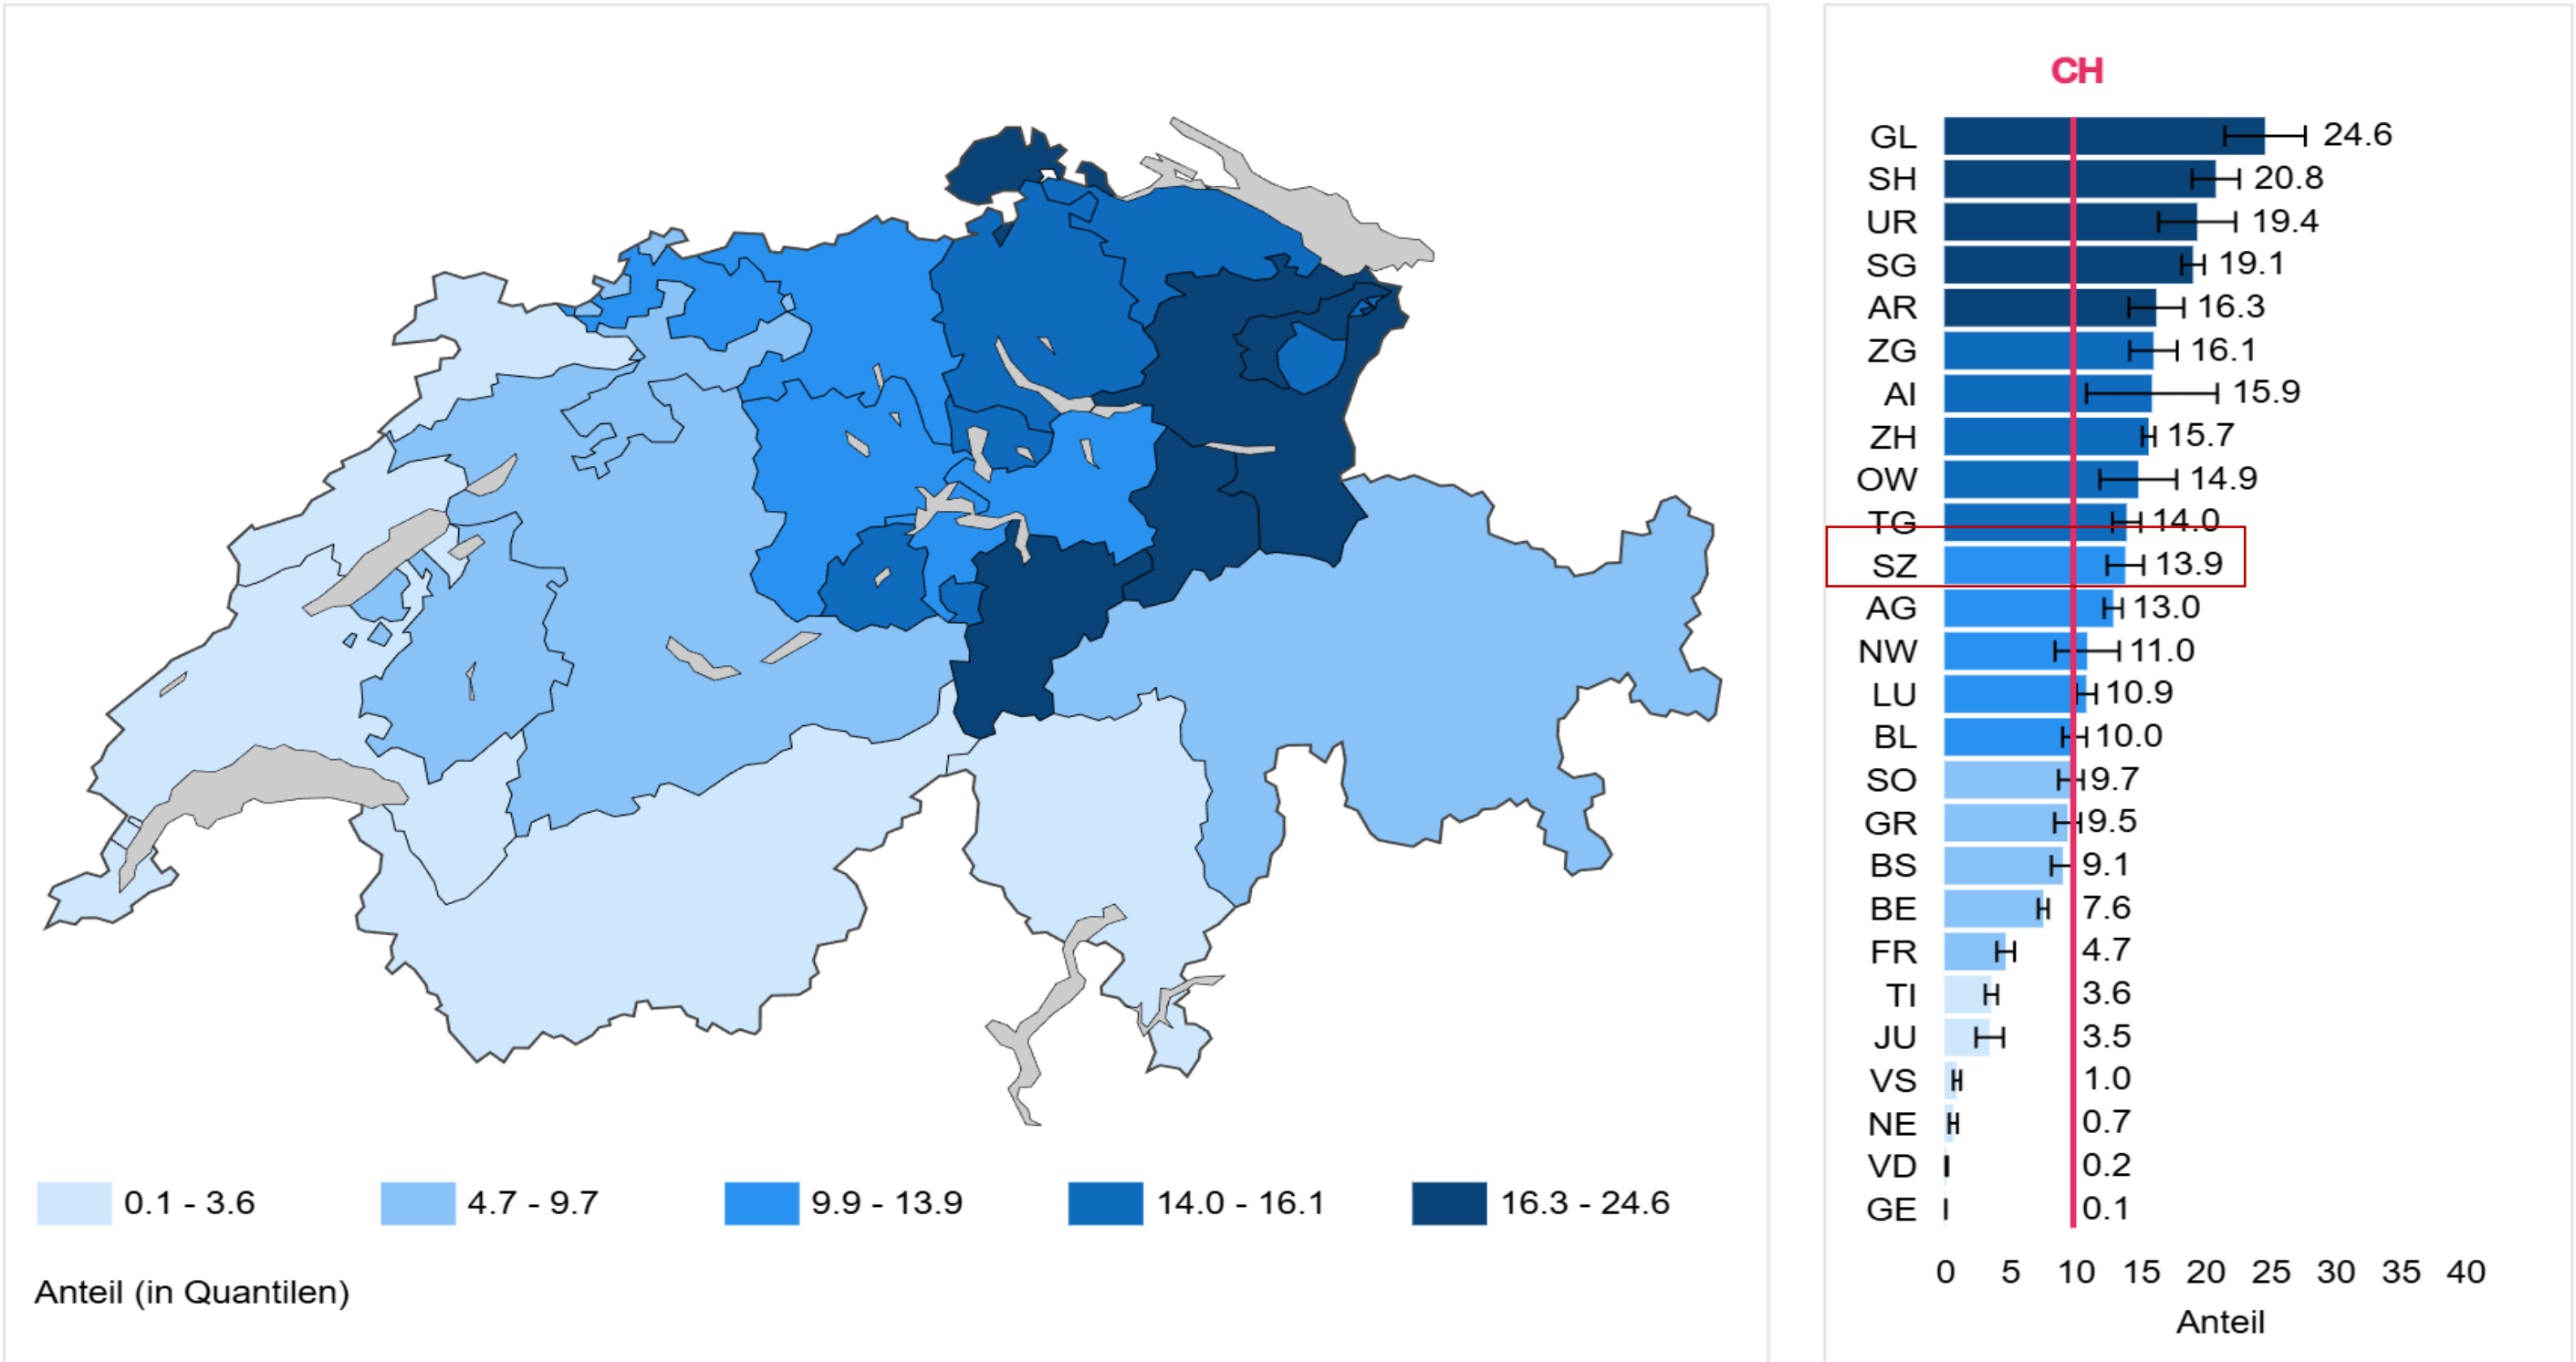 CH
GL 24.6
SH 20.8
UR 19.4
SG 19.1
AR 16.3
ZG 16.1
AI 15.9
ZH 15.7
OW 14.9
TG 14.0
SZ 13.9
AG 13.0
NW 11.0
LU 10.9
BL 10.0
SO 9.7
GR 9.5
BS 9.1
BE 7.6
FR 4.7
TI 3.6
JU 3.5
VS 1.0
NE 0.7
VD 0.2
GE 0.1
0 5 10 15 20 25 30 35 40
Anteil
0.1 - 3.6 4.7 - 9.7 9.9 - 13.9 14.0 - 16.1 16.3 - 24.6
Anteil (in Quantilen)